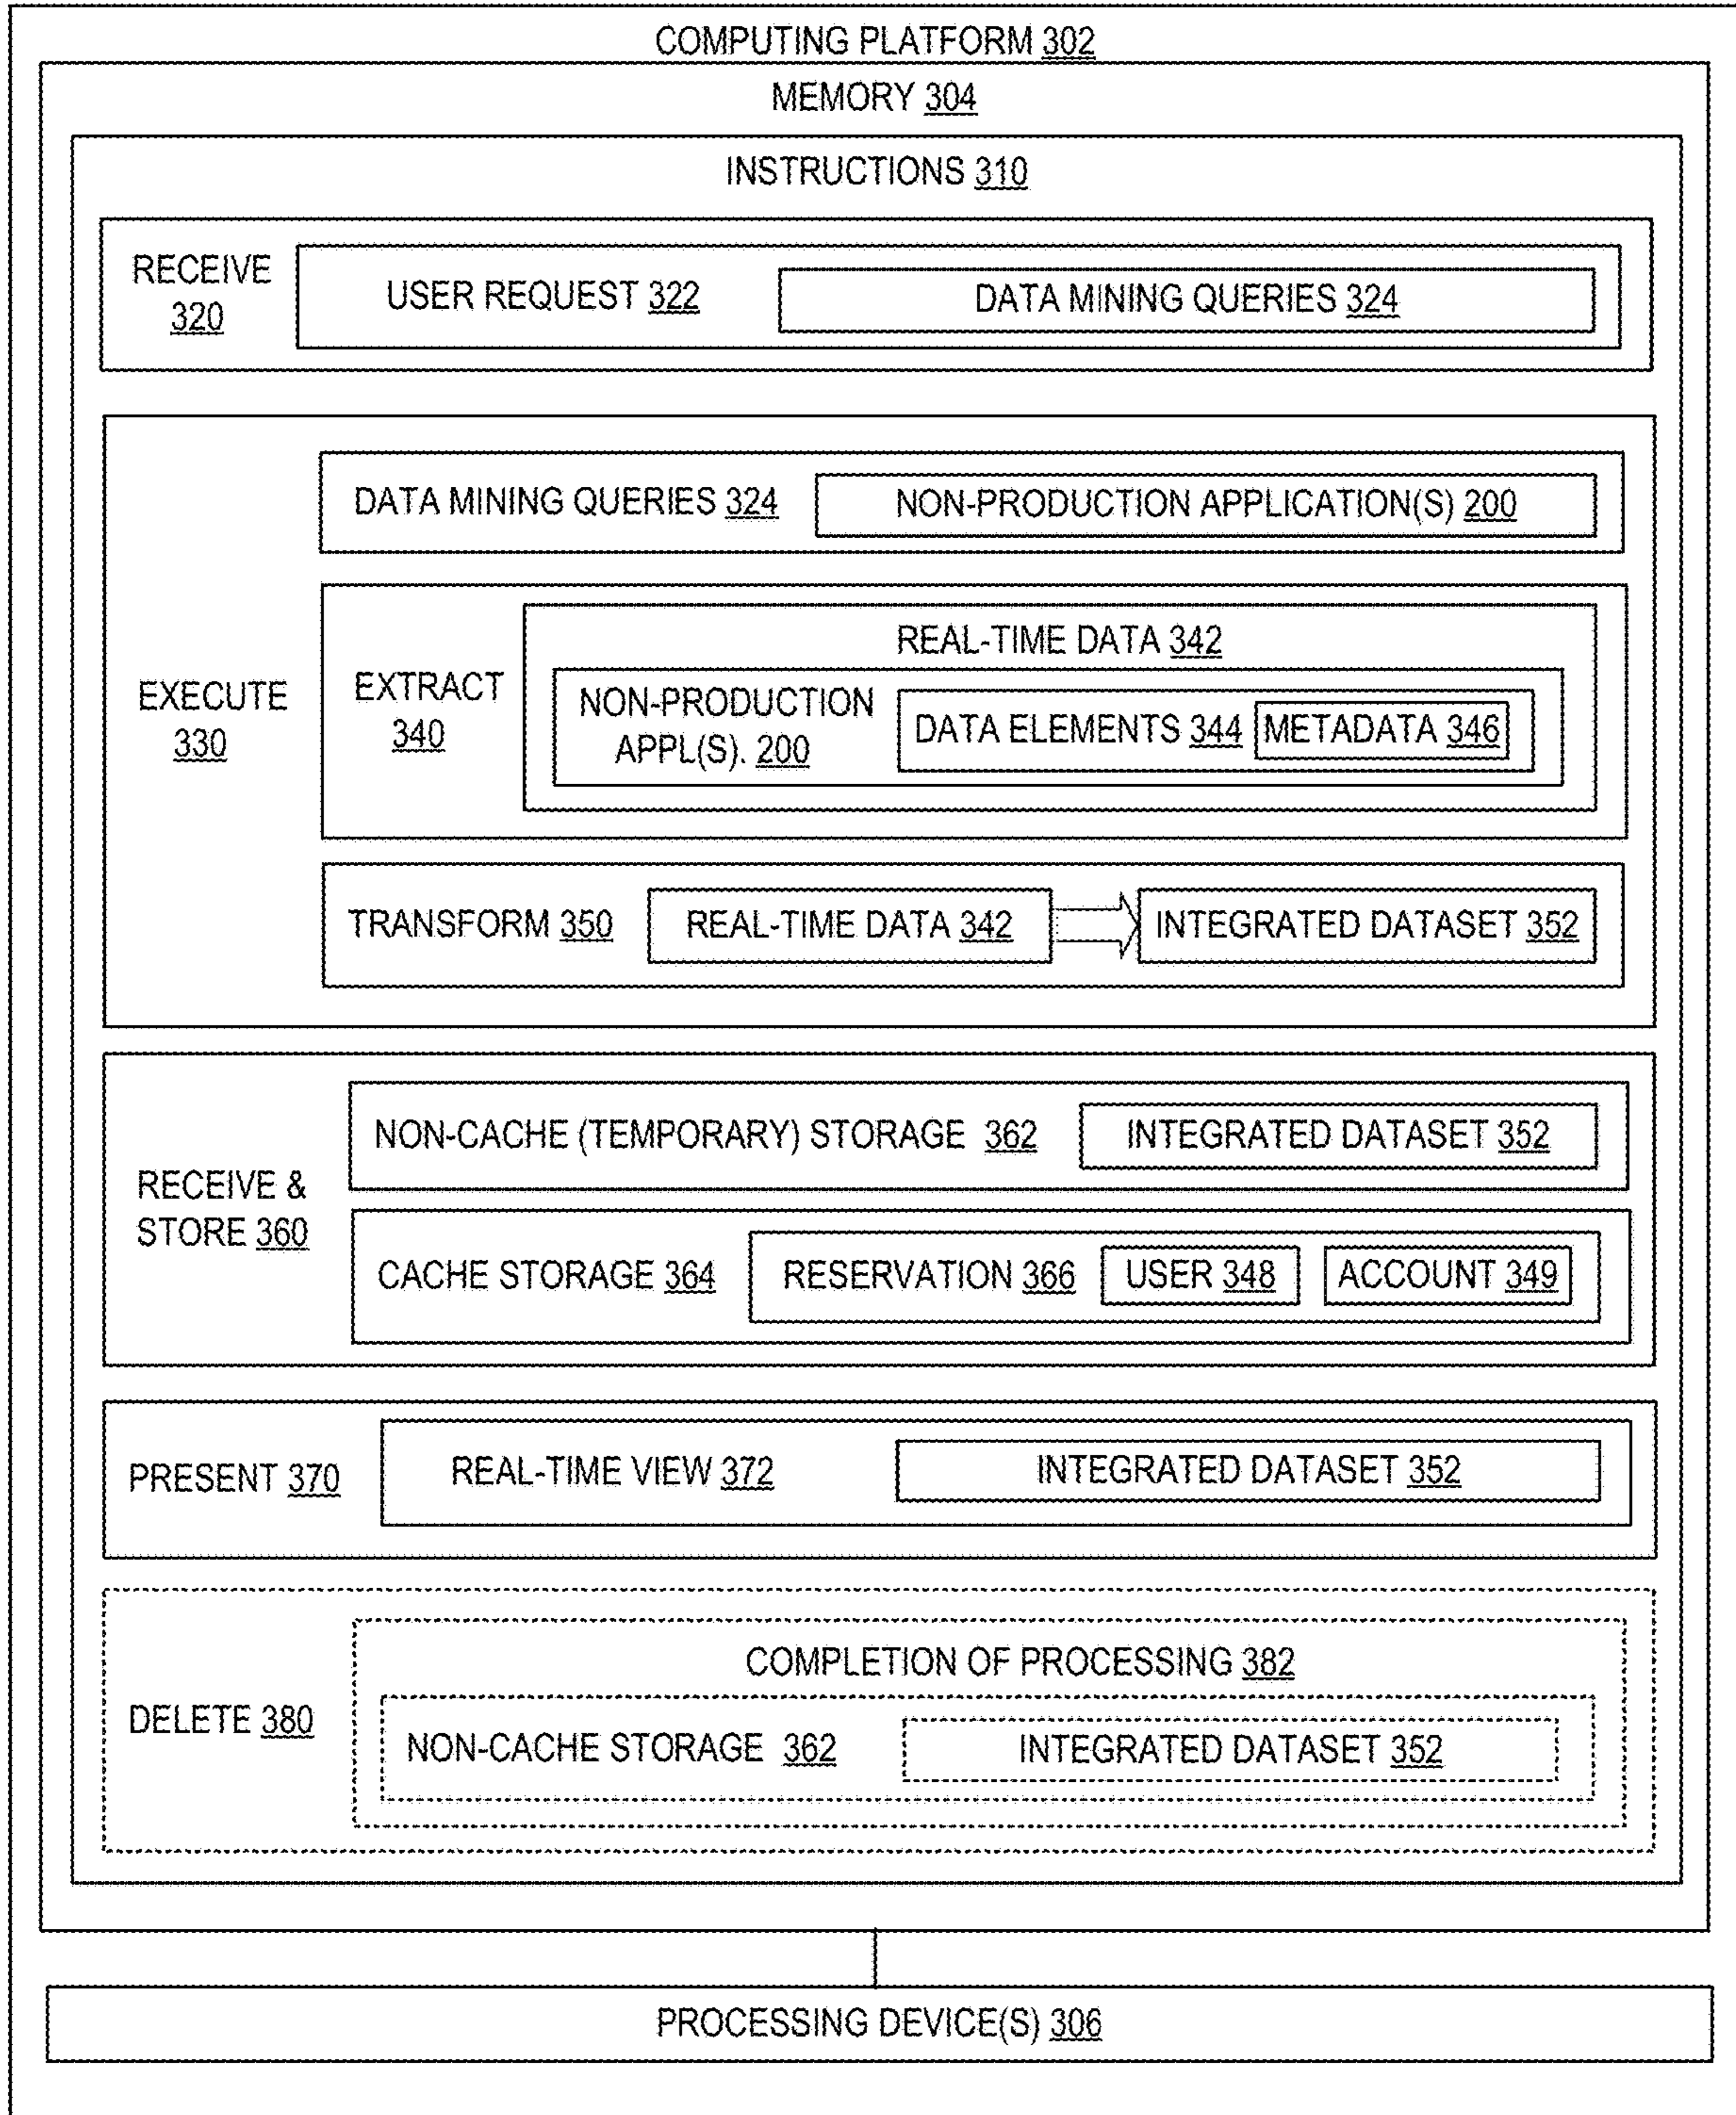 COMPUTING PLATFORM 302
MEMORY 304
INSTRUCTIONS 310
RECEIVE
320
USER REQUEST 322
DATA MINING QUERIES 324
EXECUTE
330
DATA MINING QUERIES 324
NON-PRODUCTION APPLICATION(S) 200
EXTRACT
340
REAL-TIME DATA 342
NON-PRODUCTION
APPL(S). 200
DATA ELEMENTS 344
METADATA 346
TRANSFORM 350
REAL-TIME DATA 342
INTEGRATED DATASET 352
RECEIVE &
STORE 360
NON-CACHE (TEMPORARY) STORAGE 362
INTEGRATED DATASET 352
CACHE STORAGE 364
RESERVATION 366
USER 348
ACCOUNT 349
PRESENT 370
REAL-TIME VIEW 372
INTEGRATED DATASET 352
DELETE 380
COMPLETION OF PROCESSING 382
NON-CACHE STORAGE 362
INTEGRATED DATASET 352
PROCESSING DEVICE(S) 306